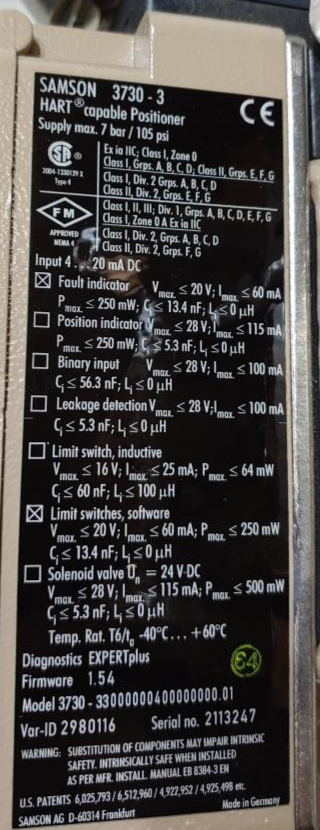 SAMSON 3730 - 3
HART® capable Positioner
Supply max. 7 bar / 105 psi
CE
SP®
2004-1330129 X
Type 4
Ex ia IIC; Class I, Zone 0
Class I, Grps. A, B, C, D; Class II, Grps. E, F, G
Class I, Div. 2 Grps. A, B, C, D
Class II, Div. 2, Grps. E, F, G
FM
APPROVED
NEMA 4
Class I, II, III; Div. 1, Grps. A, B, C, D, E, F, G
Class I, Zone 0 A Ex ia IIC
Class I, Div. 2, Grps. A, B, C, D
Class II, Div. 2, Grps. F, G
Input 4 . . . 20 mA DC
☒ Fault indicator Vmax. ≤ 20V; Imax. ≤ 60 mA
Pmax. ≤ 250 mW; Ci ≤ 13.4 nF; Li ≤ 0 µH
☐ Position indicator Vmax. ≤ 28 V; Imax. ≤ 115 mA
Pmax. ≤ 250 mW; Ci ≤ 5.3 nF; Li ≤ 0 µH
☐ Binary input Vmax. ≤ 28 V; Imax. ≤ 100 mA
Ci ≤ 56.3 nF; Li ≤ 0 µH
☐ Leakage detection Vmax. ≤ 28 V; Imax. ≤ 100 mA
Ci ≤ 5.3 nF; Li ≤ 0 µH
☐ Limit switch, inductive
Vmax. ≤ 16 V; Imax. ≤ 25 mA; Pmax. ≤ 64 mW
Ci ≤ 60 nF; Li ≤ 100 µH
☒ Limit switches, software
Vmax. ≤ 20V; Imax. ≤ 60 mA; Pmax. ≤ 250 mW
Ci ≤ 13.4 nF; Li ≤ 0 µH
☐ Solenoid valve Un = 24 V-DC
Vmax. ≤ 28 V; Imax. ≤ 115 mA; Pmax. ≤ 500 mW
Ci ≤ 5.3 nF; Li ≤ 0 µH
Temp. Rat. T6/ta -40°C . . . +60°C
Diagnostics EXPERTplus
64
Firmware 1.54
Model 3730 - 33000000400000000.01
Var-ID 2980116 Serial no. 2113247
WARNING: SUBSTITUTION OF COMPONENTS MAY IMPAIR INTRINSIC
SAFETY. INTRINSICALLY SAFE WHEN INSTALLED
AS PER MFR. INSTALL. MANUAL EB 8384-3 EN
U.S. PATENTS 6,025,793 / 6,512,960 / 4,922,952 / 4,925,498 etc.
SAMSON AG D-60314 Frankfurt Made in Germany